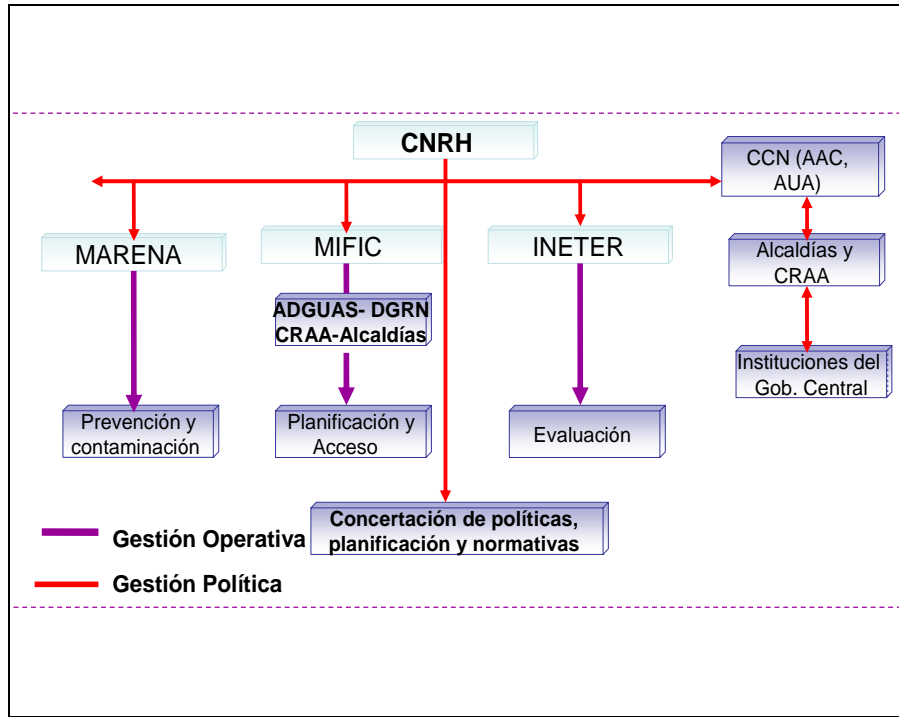 CNRH
CCN (AAC,
AUA)
MARENA
MIFIC
INETER
Alcaldías y
CRAA
ADGUAS- DGRN
CRAA-Alcaldías
Instituciones del
Gob. Central
Prevención y
contaminación
Planificación y
Acceso
Evaluación
Concertación de políticas,
planificación y normativas
Gestión Operativa
Gestión Política